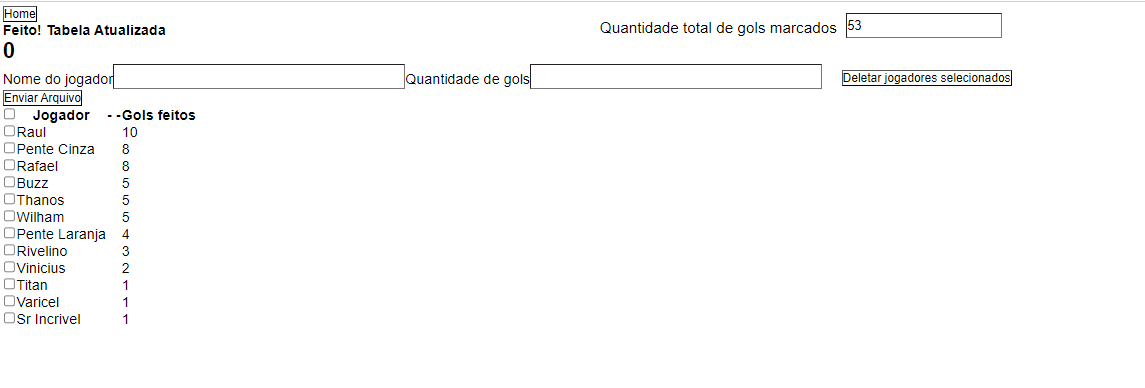 Home
Feito! Tabela Atualizada
Quantidade total de gols marcados 53
0
Nome do jogador Quantidade de gols Deletar jogadores selecionados
Enviar Arquivo
Jogador - -Gols feitos
Raul 10
Pente Cinza 8
Rafael 8
Buzz 5
Thanos 5
Wilham 5
Pente Laranja 4
Rivelino 3
Vinicius 2
Titan 1
Varicel 1
Sr Incrivel 1